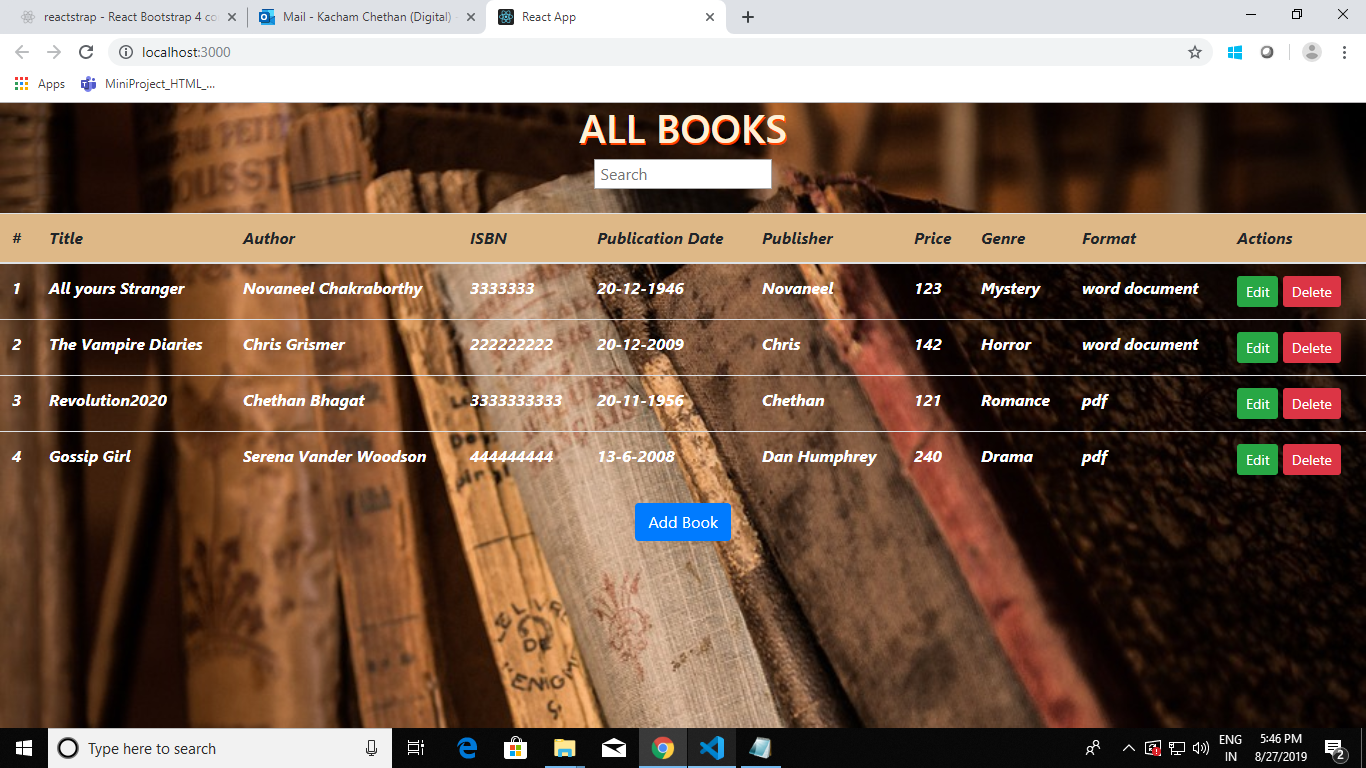 reactstrap - React Bootstrap 4 co
Mail - Kacham Chethan (Digital)
React App
localhost:3000
Apps
MiniProject_HTML_...
ALL BOOKS
Search
# Title Author ISBN Publication Date Publisher Price Genre Format Actions
1 All yours Stranger Novaneel Chakraborthy 3333333 20-12-1946 Novaneel 123 Mystery word document Edit Delete
2 The Vampire Diaries Chris Grismer 222222222 20-12-2009 Chris 142 Horror word document Edit Delete
3 Revolution2020 Chethan Bhagat 3333333333 20-11-1956 Chethan 121 Romance pdf Edit Delete
4 Gossip Girl Serena Vander Woodson 444444444 13-6-2008 Dan Humphrey 240 Drama pdf Edit Delete
Add Book
Type here to search
ENG
IN
5:46 PM
8/27/2019
2